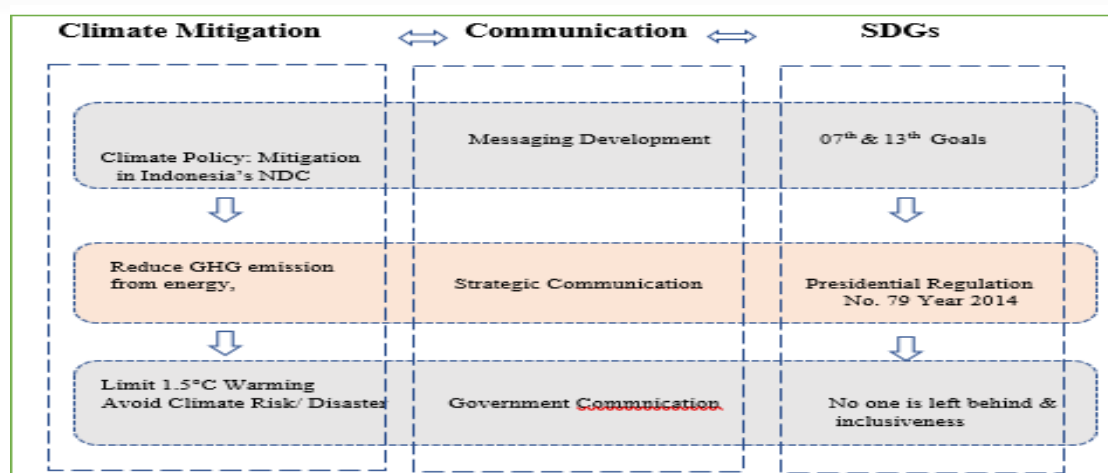 Climate Mitigation Communication SDGs
Messaging Development 07th & 13th Goals
Climate Policy: Mitigation
in Indonesia's NDC
Reduce GHG emission
from energy,
Strategic Communication
Presidential Regulation
No. 79 Year 2014
Limit 1.5°C Warming
Avoid Climate Risk/ Disaster
Government Commnication
No one is left behind &
inclusiveness